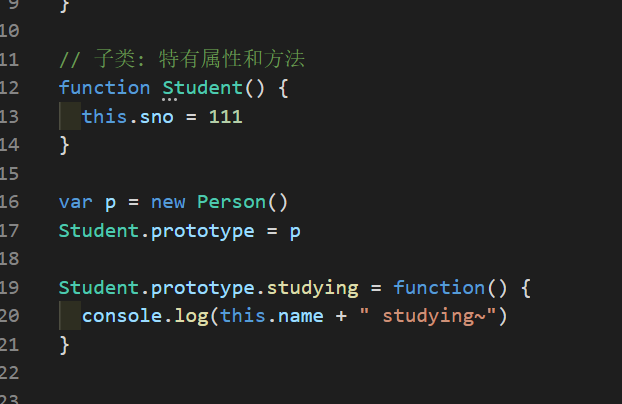 9 }
10
11 // 子类: 特有属性和方法
12 function Student() {
13 this.sno = 111
14 }
15
16 var p = new Person()
17 Student.prototype = p
18
19 Student.prototype.studying = function() {
20 console.log(this.name + " studying~")
21 }
22
23